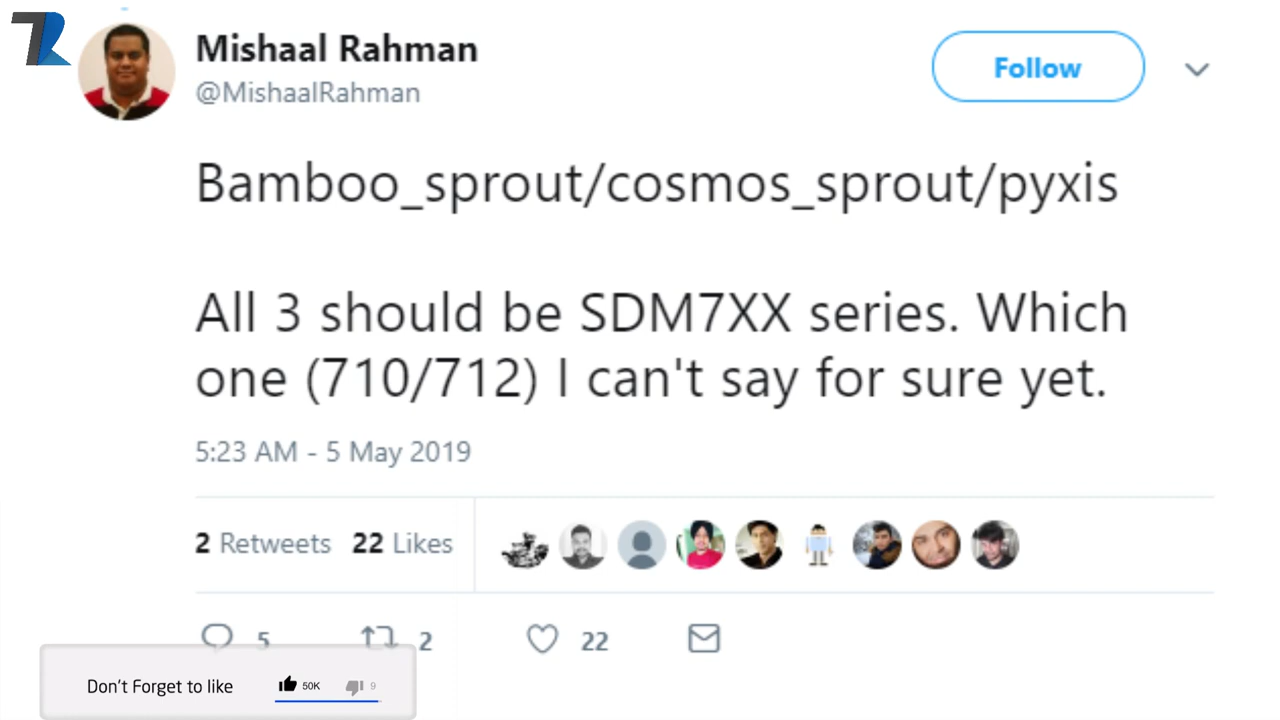 Mishaal Rahman
@MishaalRahman
Follow
Bamboo_sprout/cosmos_sprout/pyxis
All 3 should be SDM7XX series. Which
one (710/712) I can't say for sure yet.
5:23 AM - 5 May 2019
2 Retweets 22 Likes
5 2 22
Don't Forget to like 50K 9